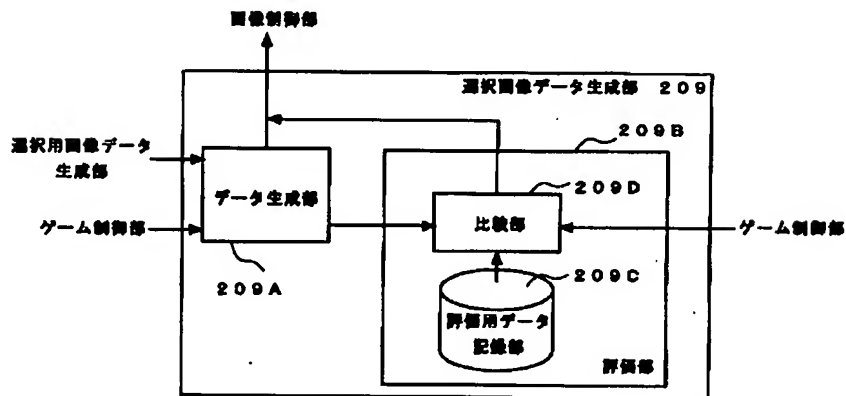 画像制御部
選択画像データ生成部 209
209B
選択用画像データ
生成部
209D
データ生成部
比較部
ゲーム制御部
ゲーム制御部
209A
209C
評価用データ
記録部
評価部